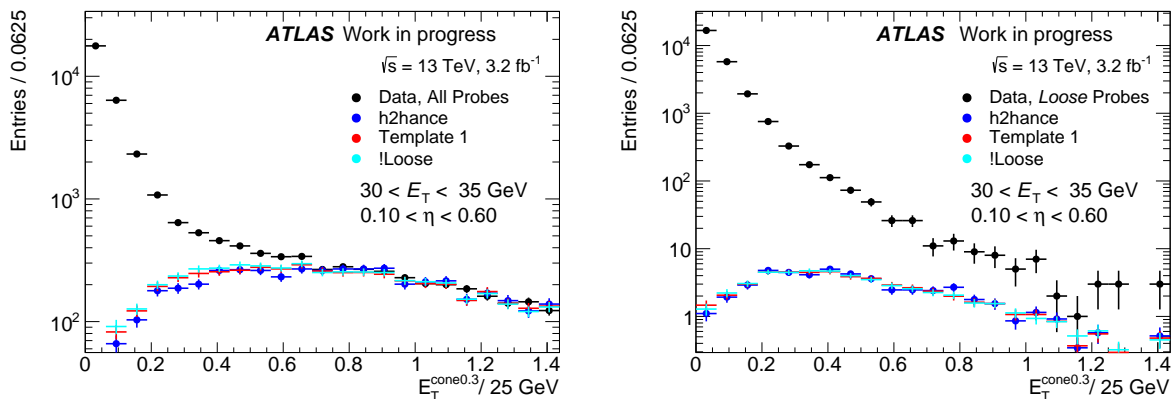 Entries / 0.0625
10⁴
10³
10²
0 0.2 0.4 0.6 0.8 1 1.2 1.4
E_T^cone0.3/ 25 GeV
ATLAS Work in progress
√s = 13 TeV, 3.2 fb⁻¹
Data, All Probes
h2hance
Template 1
!Loose
30 < E_T < 35 GeV
0.10 < η < 0.60
Entries / 0.0625
10⁴
10³
10²
10
1
0 0.2 0.4 0.6 0.8 1 1.2 1.4
E_T^cone0.3/ 25 GeV
ATLAS Work in progress
√s = 13 TeV, 3.2 fb⁻¹
Data, Loose Probes
h2hance
Template 1
!Loose
30 < E_T < 35 GeV
0.10 < η < 0.60